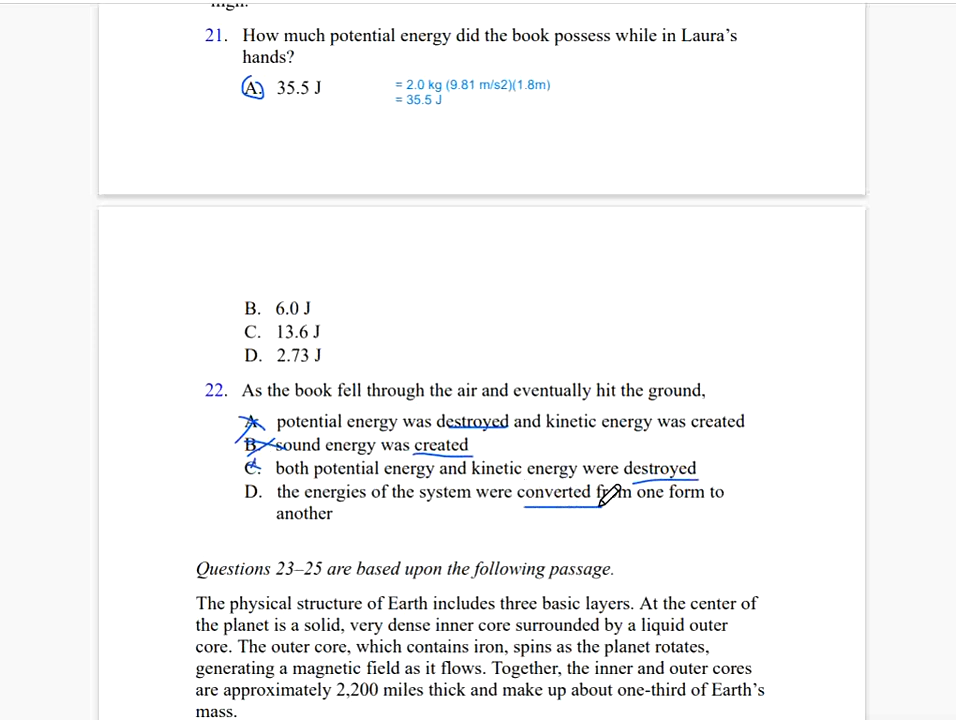 21. How much potential energy did the book possess while in Laura's
hands?
A. 35.5 J
= 2.0 kg (9.81 m/s2)(1.8m)
= 35.5 J
B. 6.0 J
C. 13.6 J
D. 2.73 J
22. As the book fell through the air and eventually hit the ground,
A. potential energy was destroyed and kinetic energy was created
B. sound energy was created
C. both potential energy and kinetic energy were destroyed
D. the energies of the system were converted from one form to
another
Questions 23–25 are based upon the following passage.
The physical structure of Earth includes three basic layers. At the center of
the planet is a solid, very dense inner core surrounded by a liquid outer
core. The outer core, which contains iron, spins as the planet rotates,
generating a magnetic field as it flows. Together, the inner and outer cores
are approximately 2,200 miles thick and make up about one-third of Earth's
mass.